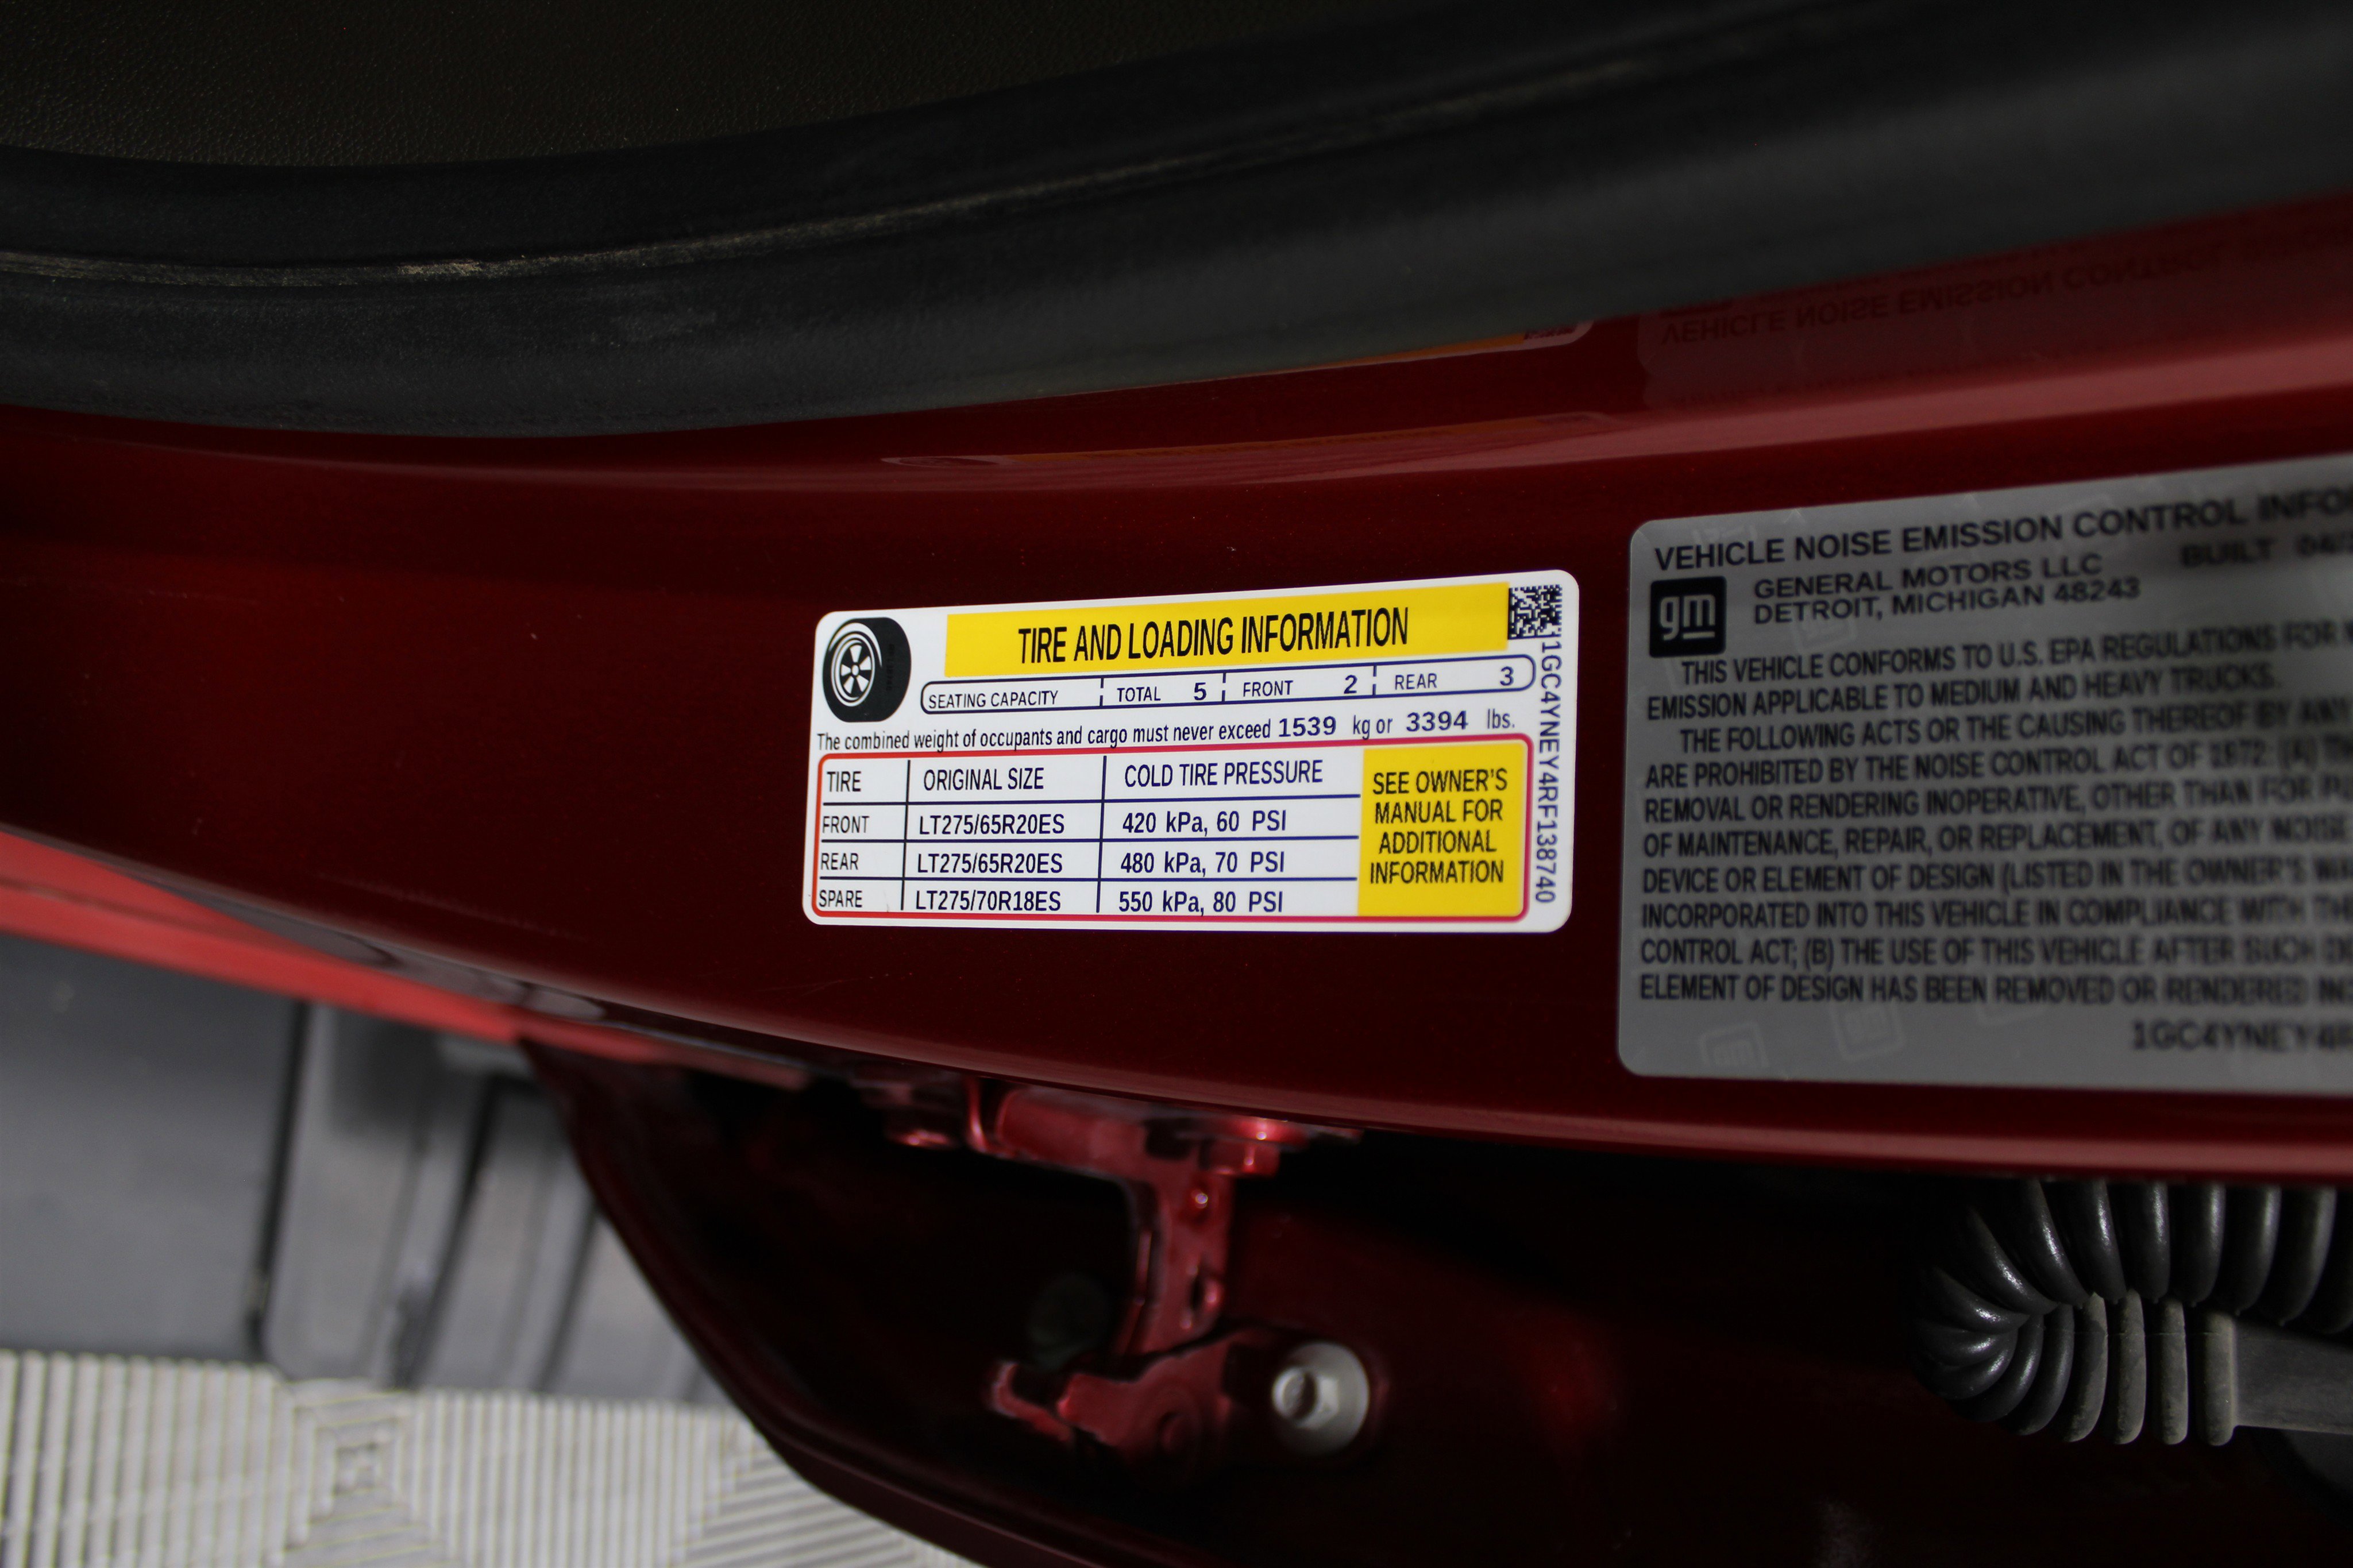 TIRE AND LOADING INFORMATION
SEATING CAPACITY TOTAL 5 FRONT 2 REAR 3
The combined weight of occupants and cargo must never exceed 1539 kg or 3394 lbs.
TIRE ORIGINAL SIZE COLD TIRE PRESSURE
FRONT LT275/65R20ES 420 kPa, 60 PSI
REAR LT275/65R20ES 480 kPa, 70 PSI
SPARE LT275/70R18ES 550 kPa, 80 PSI
SEE OWNER'S
MANUAL FOR
ADDITIONAL
INFORMATION
1GC4YNEY4RF138740
VEHICLE NOISE EMISSION CONTROL
gm
GENERAL MOTORS LLC BUILT
DETROIT, MICHIGAN 48243
THIS VEHICLE CONFORMS TO U.S. EPA REGULATIONS FOR
EMISSION APPLICABLE TO MEDIUM AND HEAVY TRUCKS.
THE FOLLOWING ACTS OR THE CAUSING THEREOF BY ANY
ARE PROHIBITED BY THE NOISE CONTROL ACT OF 1972: (A)
REMOVAL OR RENDERING INOPERATIVE, OTHER THAN FOR
OF MAINTENANCE, REPAIR, OR REPLACEMENT, OF ANY NOISE
DEVICE OR ELEMENT OF DESIGN (LISTED IN THE OWNER'S
INCORPORATED INTO THIS VEHICLE IN COMPLIANCE WITH
CONTROL ACT; (B) THE USE OF THIS VEHICLE AFTER SUCH
ELEMENT OF DESIGN HAS BEEN REMOVED OR RENDERED